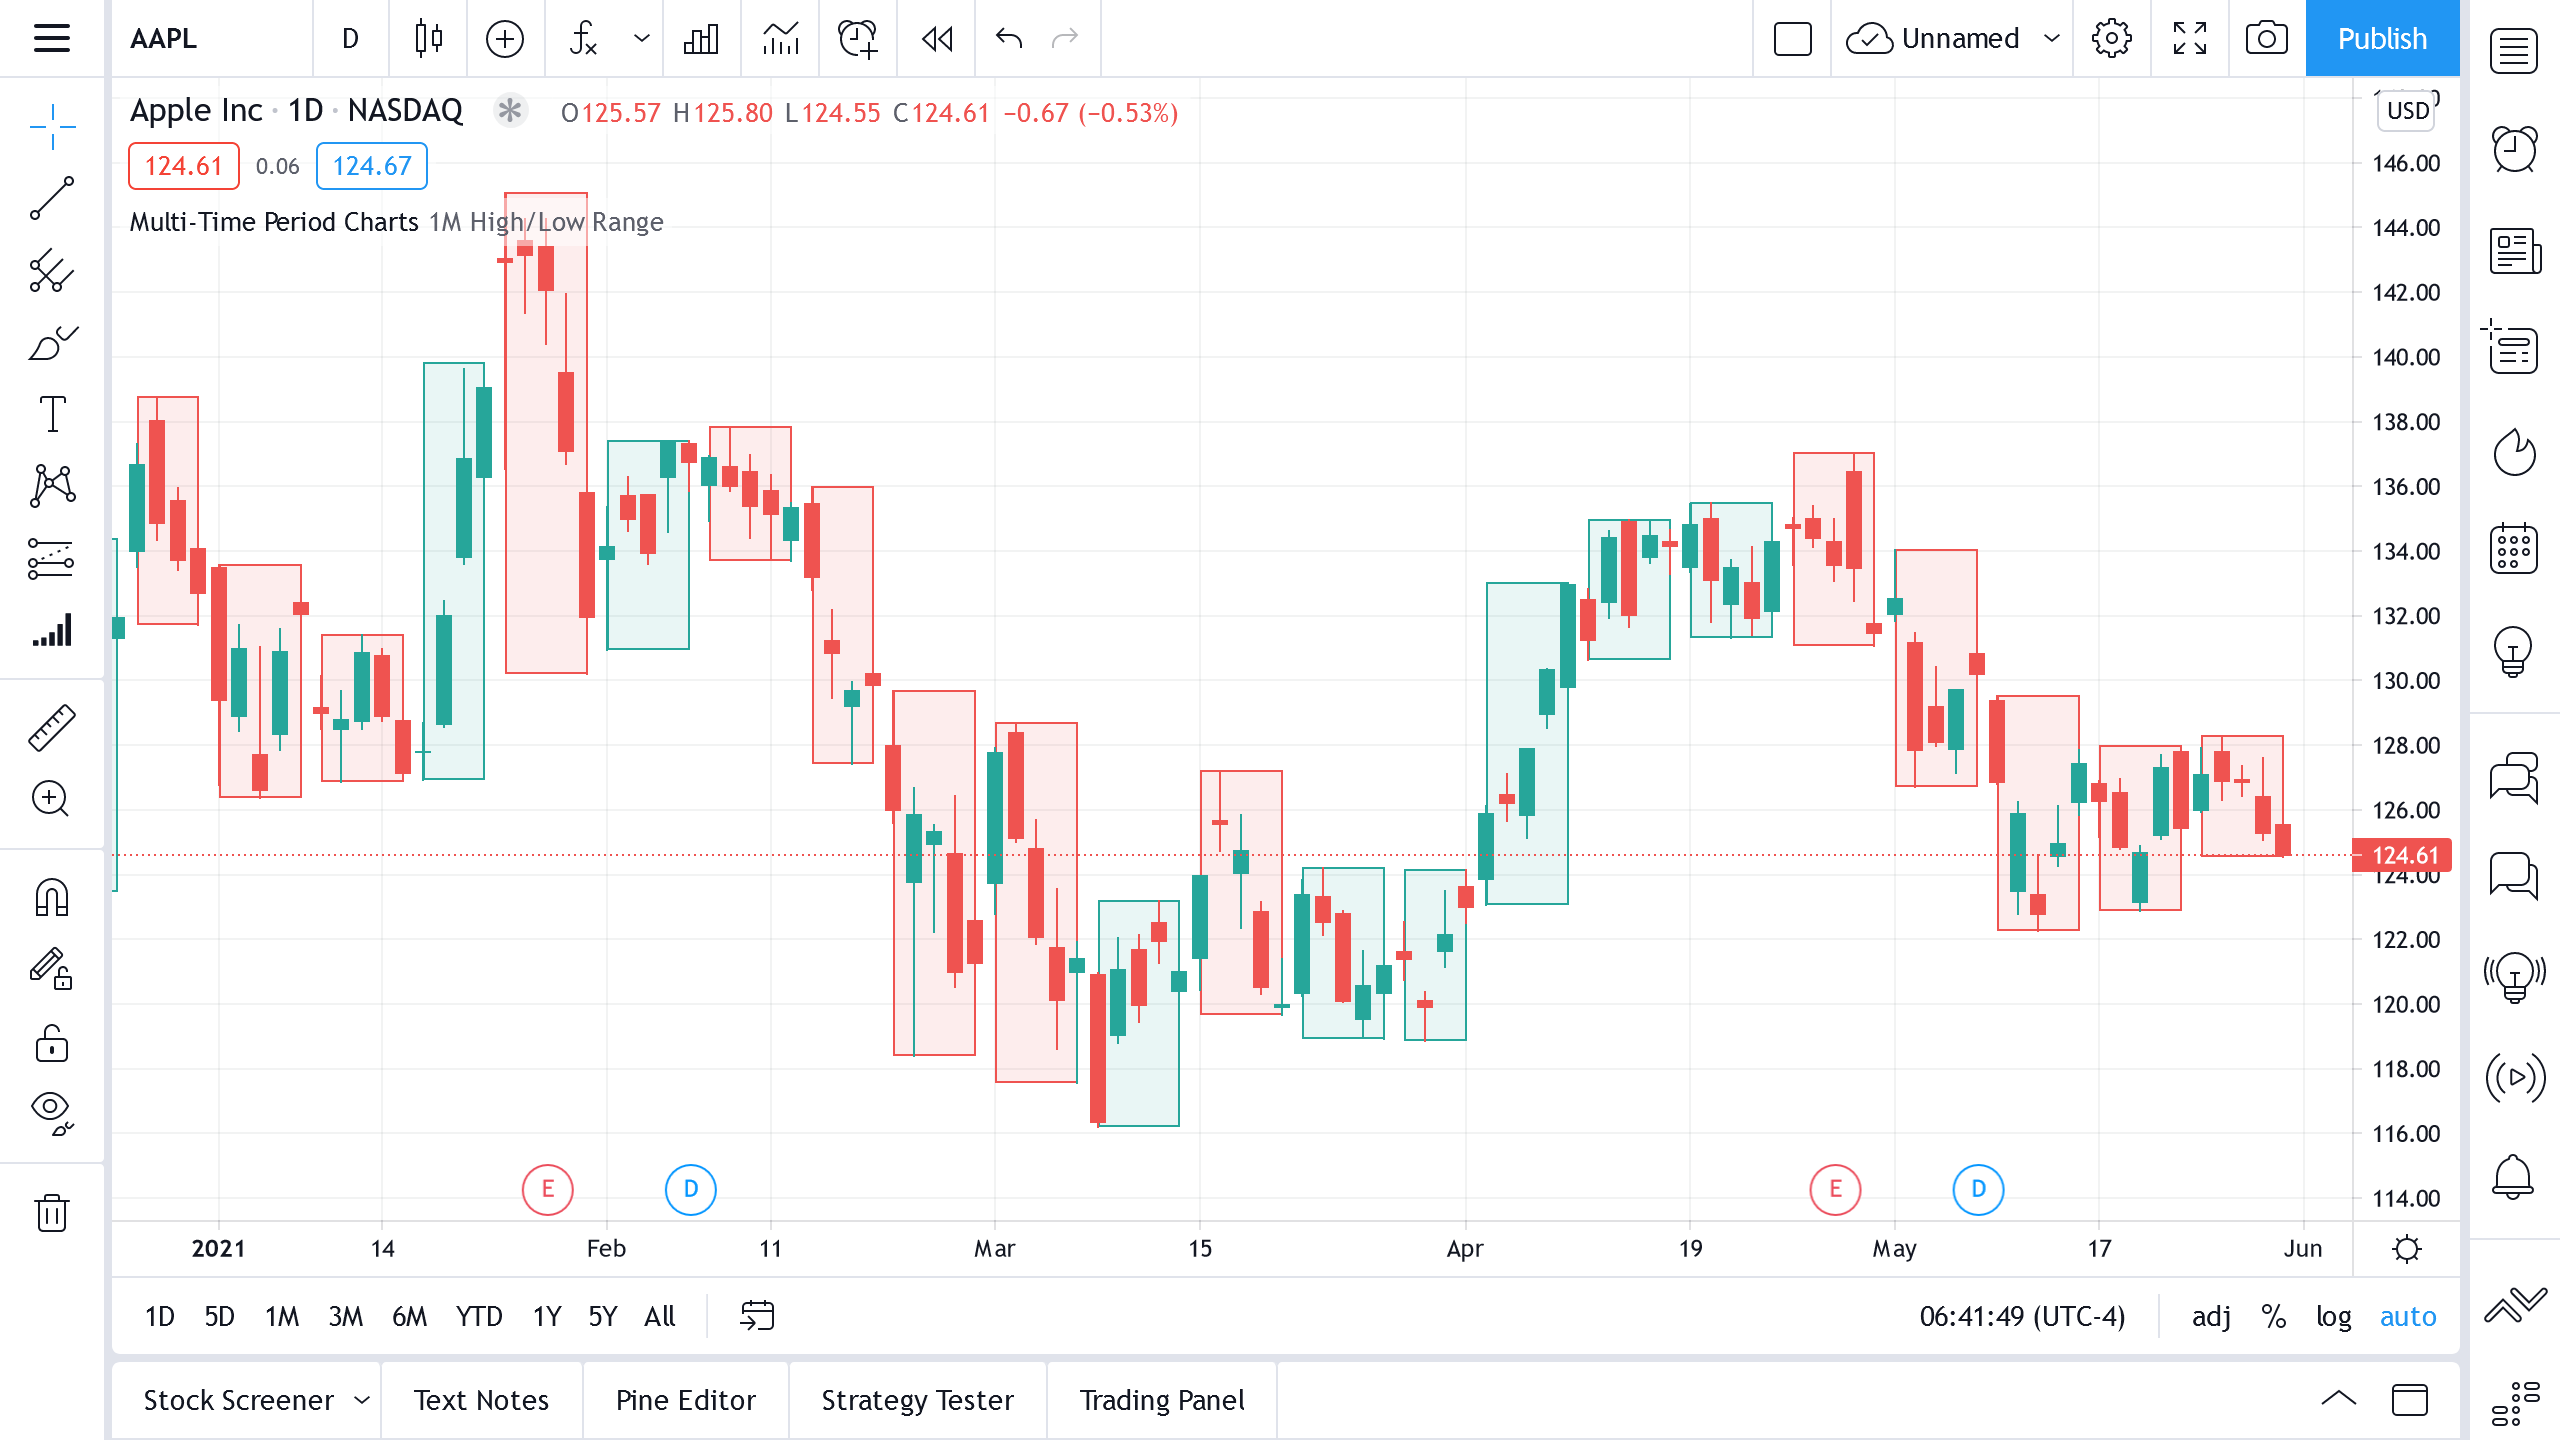 AAPL D Unnamed Publish
Apple Inc · 1D · NASDAQ O125.57 H125.80 L124.55 C124.61 −0.67 (−0.53%)
USD
124.61 0.06 124.67
Multi-Time Period Charts 1M High/Low Range
146.00
144.00
142.00
140.00
138.00
136.00
134.00
132.00
130.00
128.00
126.00
124.61
124.00
122.00
120.00
118.00
116.00
114.00
E D E D
2021 14 Feb 11 Mar 15 Apr 19 May 17 Jun
1D 5D 1M 3M 6M YTD 1Y 5Y All 06:41:49 (UTC-4) adj % log auto
Stock Screener Text Notes Pine Editor Strategy Tester Trading Panel